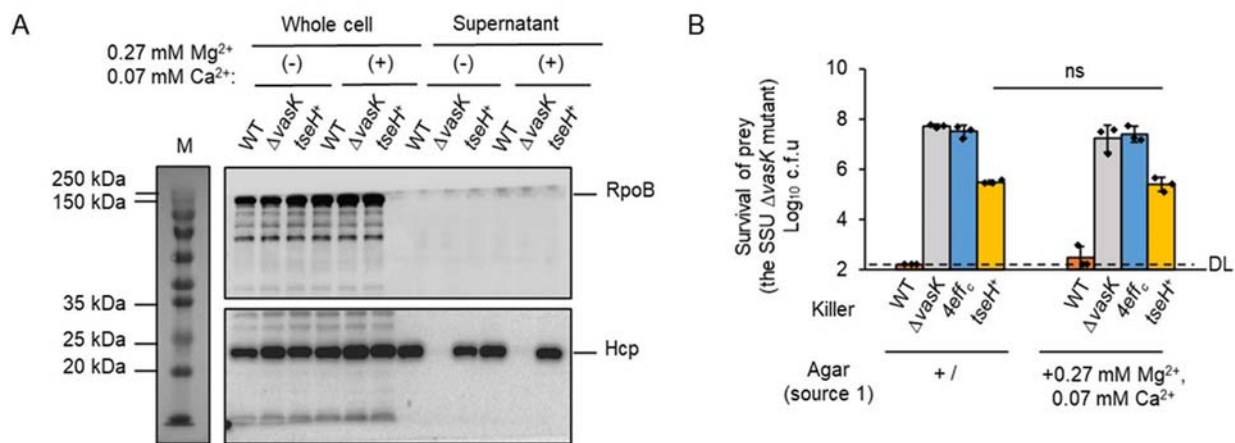 A
Whole cell
Supernatant
0.27 mM Mg²⁺
0.07 mM Ca²⁺:
(-)
(+)
(-)
(+)
M
WT
ΔvasK
tseH⁺
WT
ΔvasK
tseH⁺
WT
ΔvasK
tseH⁺
WT
ΔvasK
tseH⁺
250 kDa
150 kDa
35 kDa
25 kDa
20 kDa
RpoB
Hcp
B
ns
Survival of prey
(the SSU ΔvasK mutant)
Log₁₀ c.f.u
10
8
6
4
2
DL
Killer
WT
ΔvasK
4eff_c
tseH⁺
WT
ΔvasK
4eff_c
tseH⁺
Agar
(source 1)
+ /
+0.27 mM Mg²⁺,
0.07 mM Ca²⁺